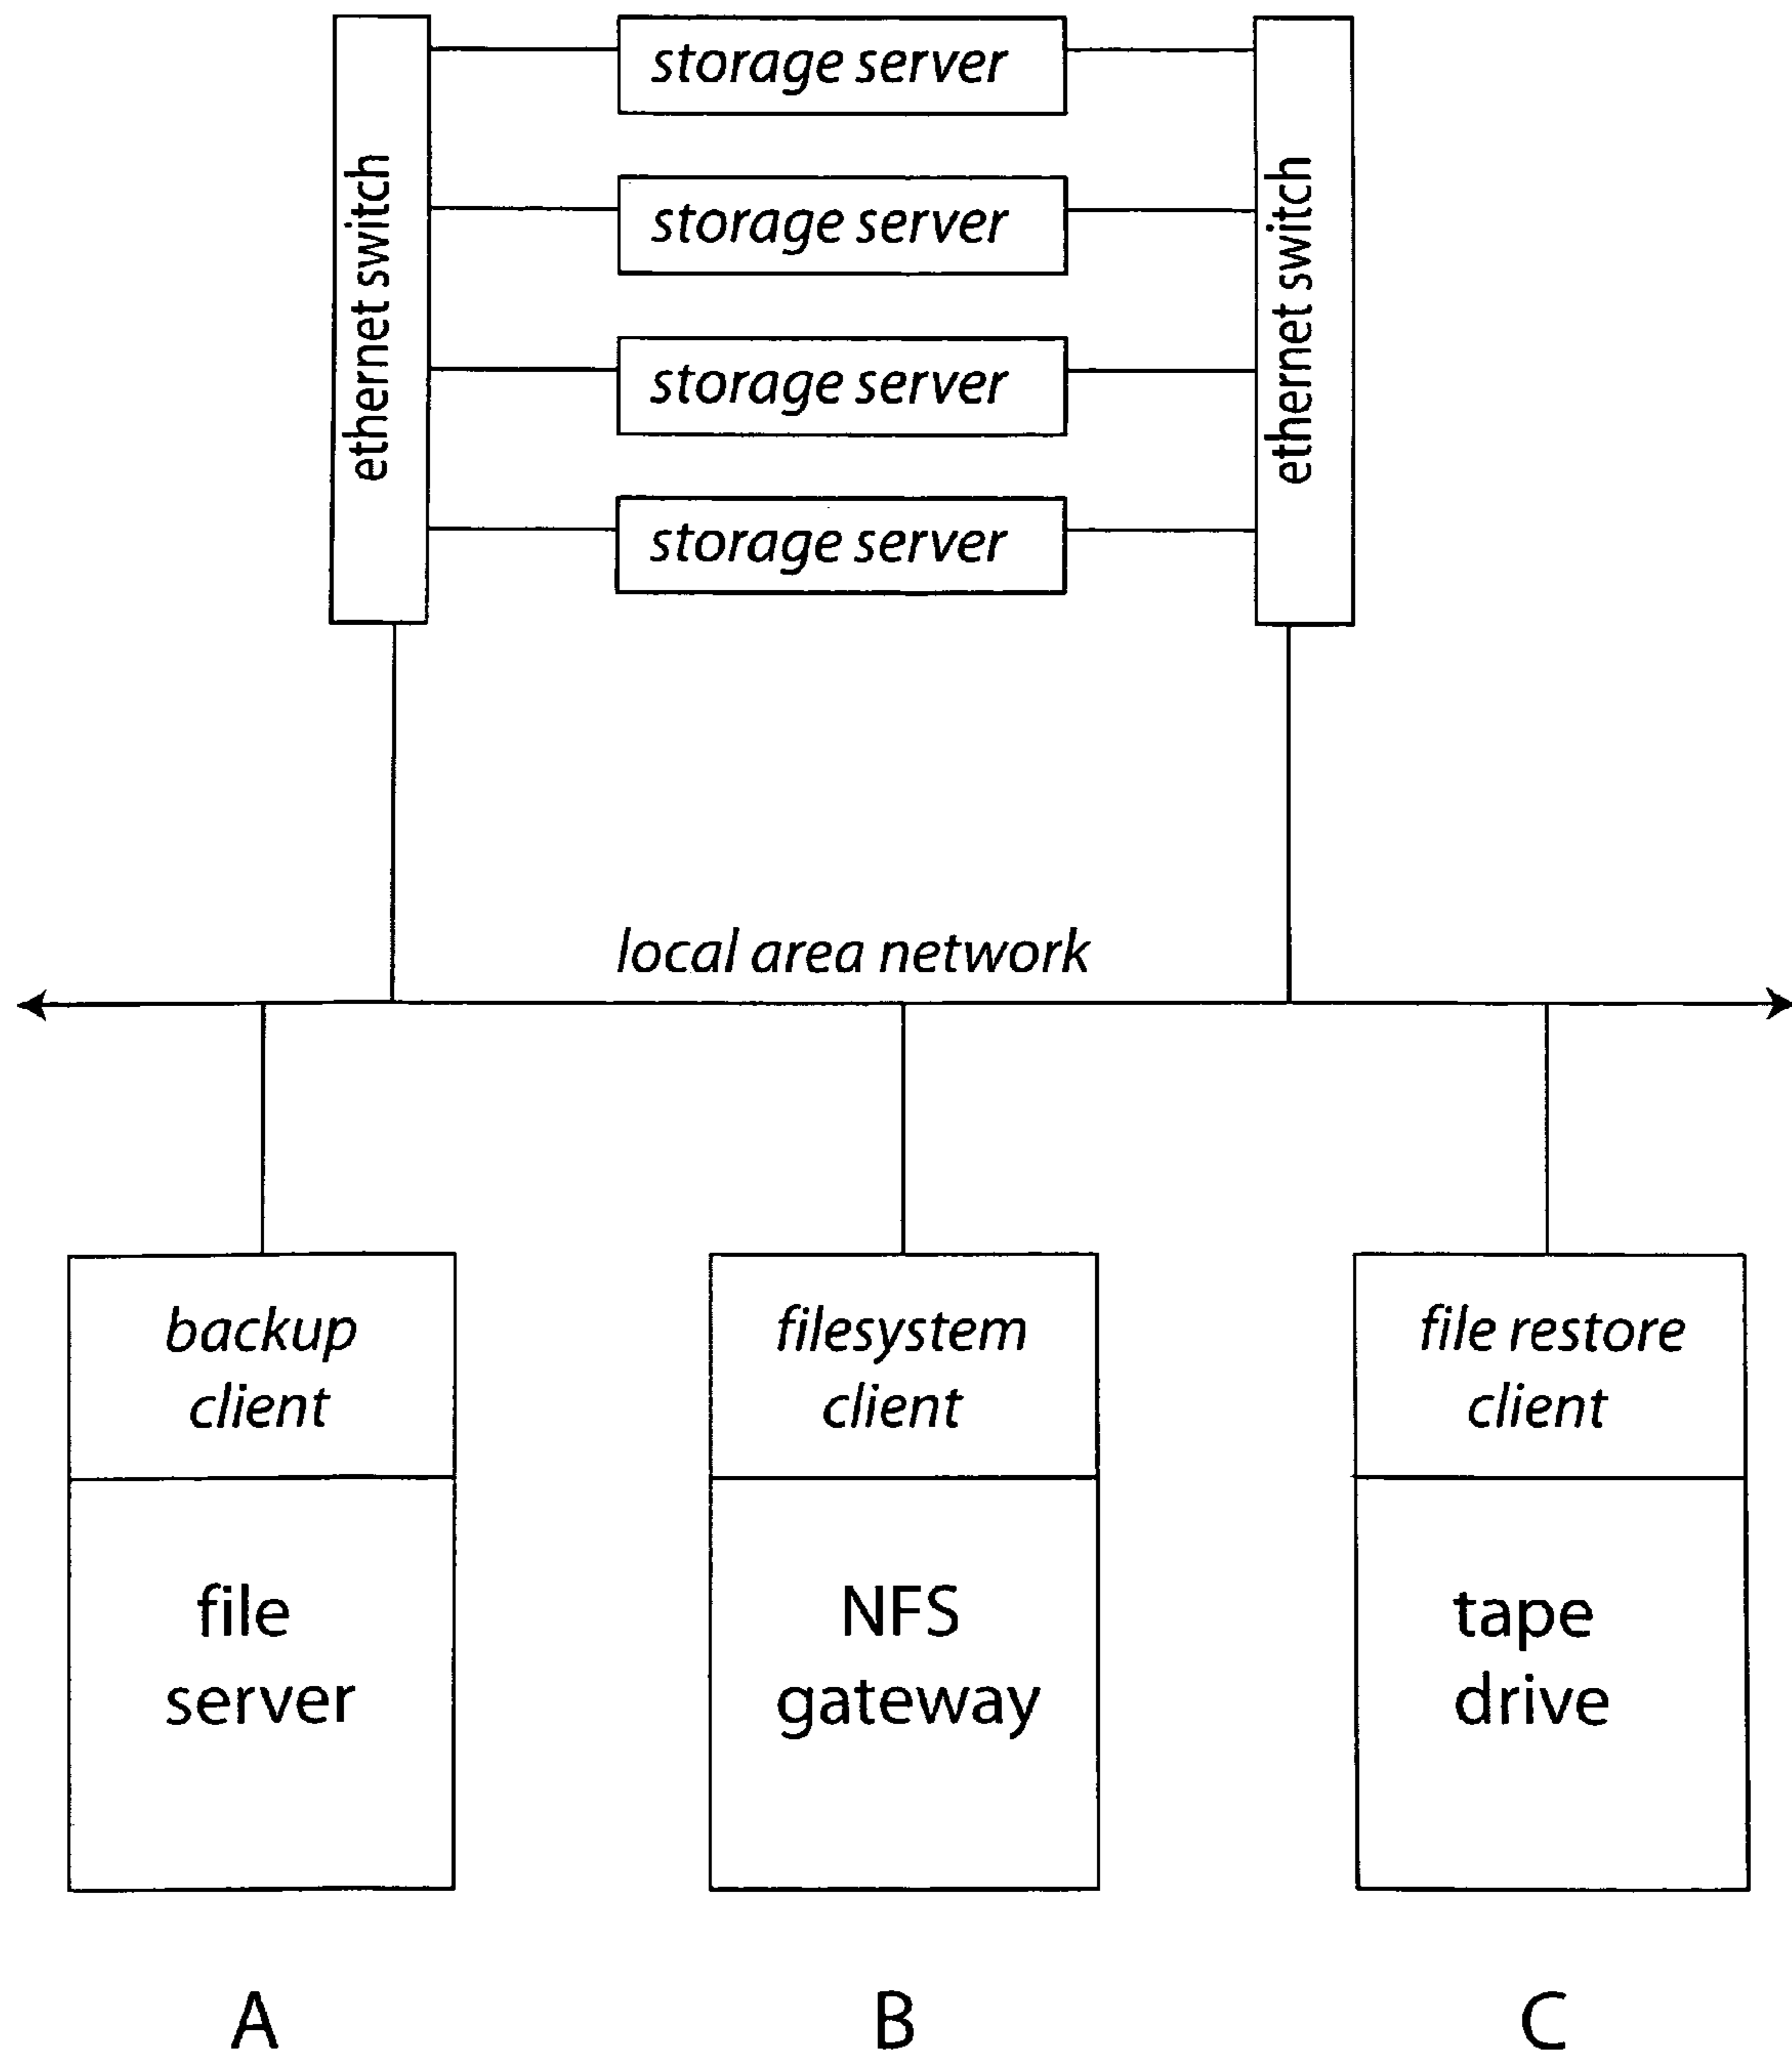 storage server
storage server
storage server
storage server
ethernet switch
ethernet switch
local area network
backup
client
filesystem
client
file restore
client
file
server
NFS
gateway
tape
drive
A
B
C